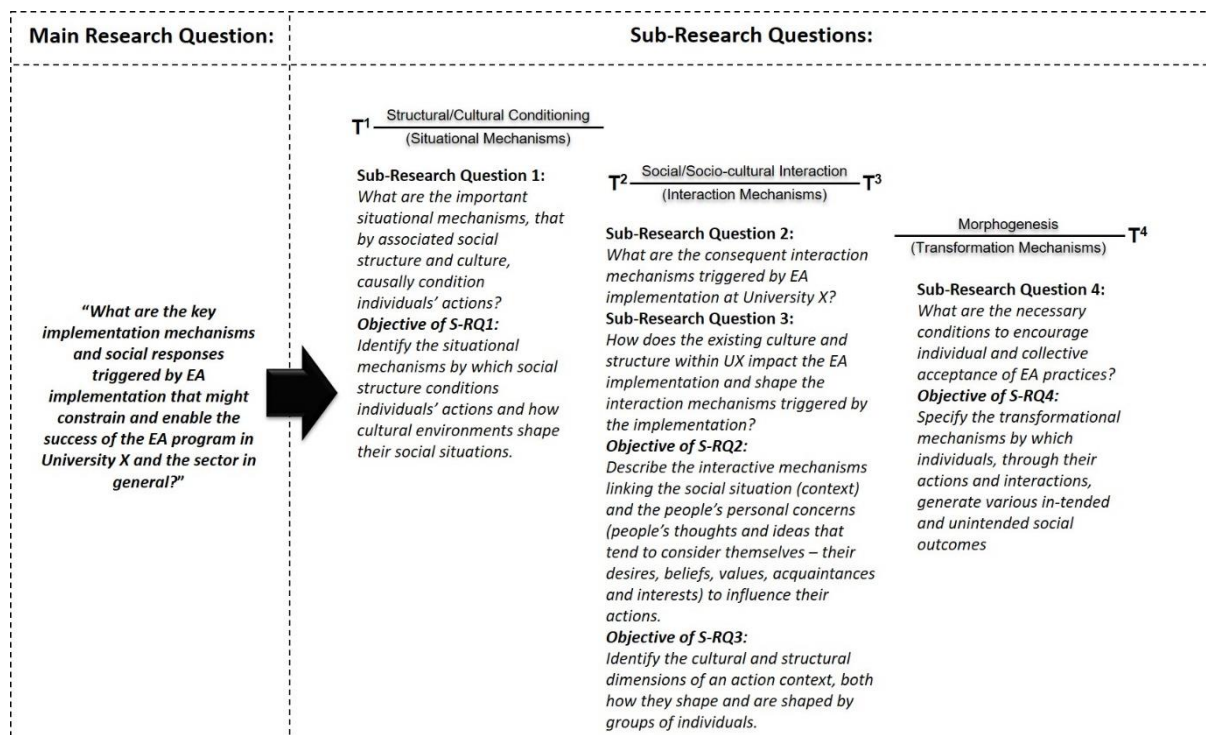 Main Research Question:
Sub-Research Questions:
“What are the key
implementation mechanisms
and social responses
triggered by EA
implementation that might
constrain and enable the
success of the EA program in
University X and the sector in
general?”
T¹ Structural/Cultural Conditioning
(Situational Mechanisms)
Sub-Research Question 1:
What are the important
situational mechanisms, that
by associated social
structure and culture,
causally condition
individuals’ actions?
Objective of S-RQ1:
Identify the situational
mechanisms by which social
structure conditions
individuals’ actions and how
cultural environments shape
their social situations.
T² Social/Socio-cultural Interaction T³
(Interaction Mechanisms)
Sub-Research Question 2:
What are the consequent interaction
mechanisms triggered by EA
implementation at University X?
Sub-Research Question 3:
How does the existing culture and
structure within UX impact the EA
implementation and shape the
interaction mechanisms triggered by
the implementation?
Objective of S-RQ2:
Describe the interactive mechanisms
linking the social situation (context)
and the people’s personal concerns
(people’s thoughts and ideas that
tend to consider themselves – their
desires, beliefs, values, acquaintances
and interests) to influence their
actions.
Objective of S-RQ3:
Identify the cultural and structural
dimensions of an action context, both
how they shape and are shaped by
groups of individuals.
Morphogenesis T⁴
(Transformation Mechanisms)
Sub-Research Question 4:
What are the necessary
conditions to encourage
individual and collective
acceptance of EA practices?
Objective of S-RQ4:
Specify the transformational
mechanisms by which
individuals, through their
actions and interactions,
generate various in-tended
and unintended social
outcomes